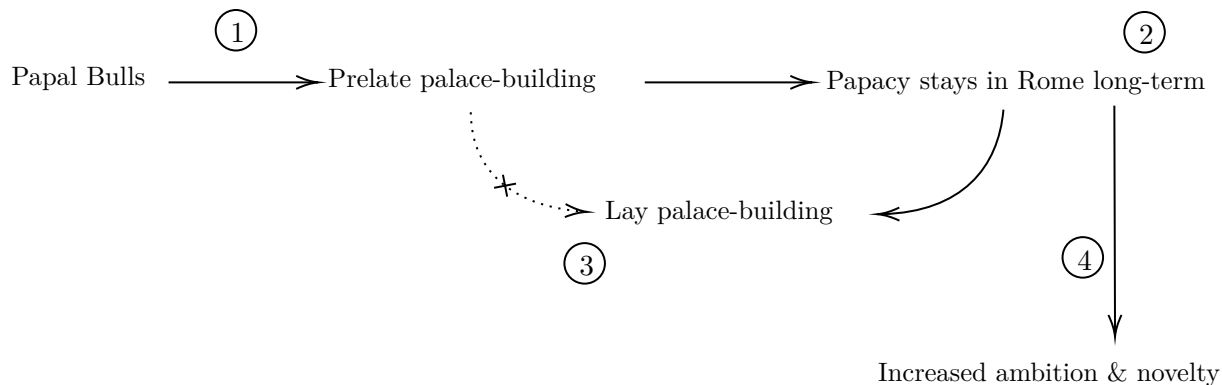 1
2
Papal Bulls
Prelate palace-building
Papacy stays in Rome long-term
Lay palace-building
3
4
Increased ambition & novelty